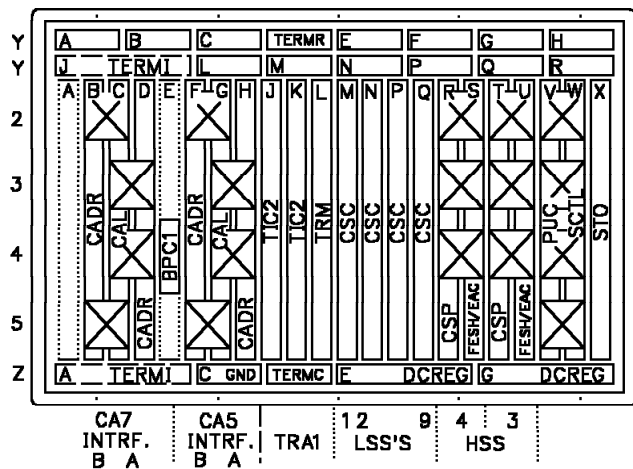 Y A B C TERMR E F G H
Y J TERMI L M N P Q R
A B C D E F G H J K L M N P Q R S T U V W X
2
3
4
5
CADR CAL CADR BPC1 CADR CAL CADR TIC2 TIC2 TRM CSC CSC CSC CSC CSP FESH/EAC CSP FESH/EAC PUC SCTL STO
Z A TERMI C GND TERMC E DCREG G DCREG
CA7 CA5 12 9 4 3
INTRF. INTRF. TRA1 LSS'S HSS
B A B A